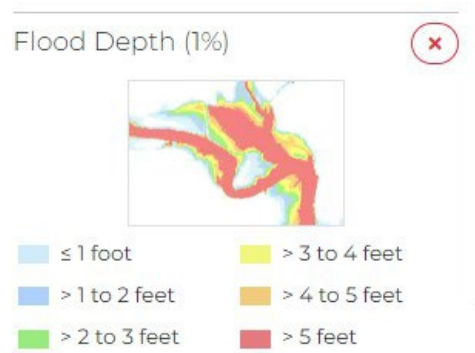 Flood Depth (1%)
≤ 1 foot
> 3 to 4 feet
> 1 to 2 feet
> 4 to 5 feet
> 2 to 3 feet
> 5 feet